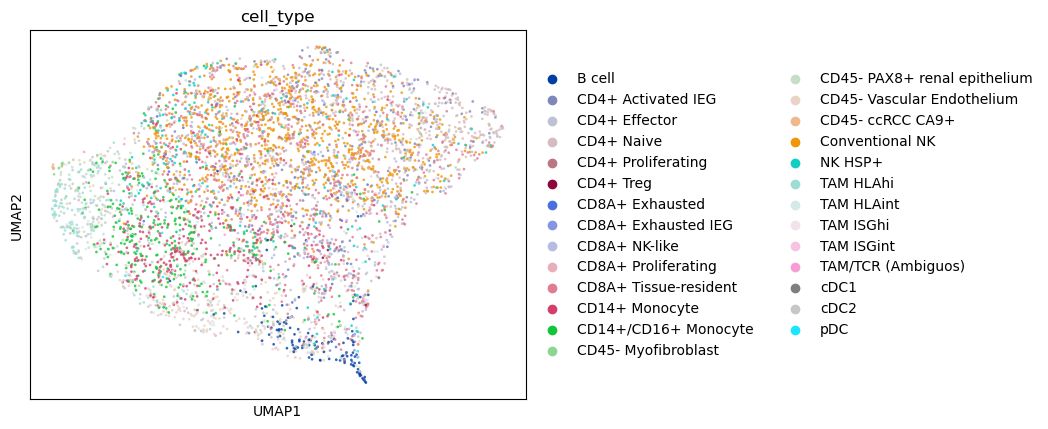 cell_type
UMAP2
UMAP1
B cell
CD4+ Activated IEG
CD4+ Effector
CD4+ Naive
CD4+ Proliferating
CD4+ Treg
CD8A+ Exhausted
CD8A+ Exhausted IEG
CD8A+ NK-like
CD8A+ Proliferating
CD8A+ Tissue-resident
CD14+ Monocyte
CD14+/CD16+ Monocyte
CD45- Myofibroblast
CD45- PAX8+ renal epithelium
CD45- Vascular Endothelium
CD45- ccRCC CA9+
Conventional NK
NK HSP+
TAM HLAhi
TAM HLAint
TAM ISGhi
TAM ISGint
TAM/TCR (Ambiguos)
cDC1
cDC2
pDC